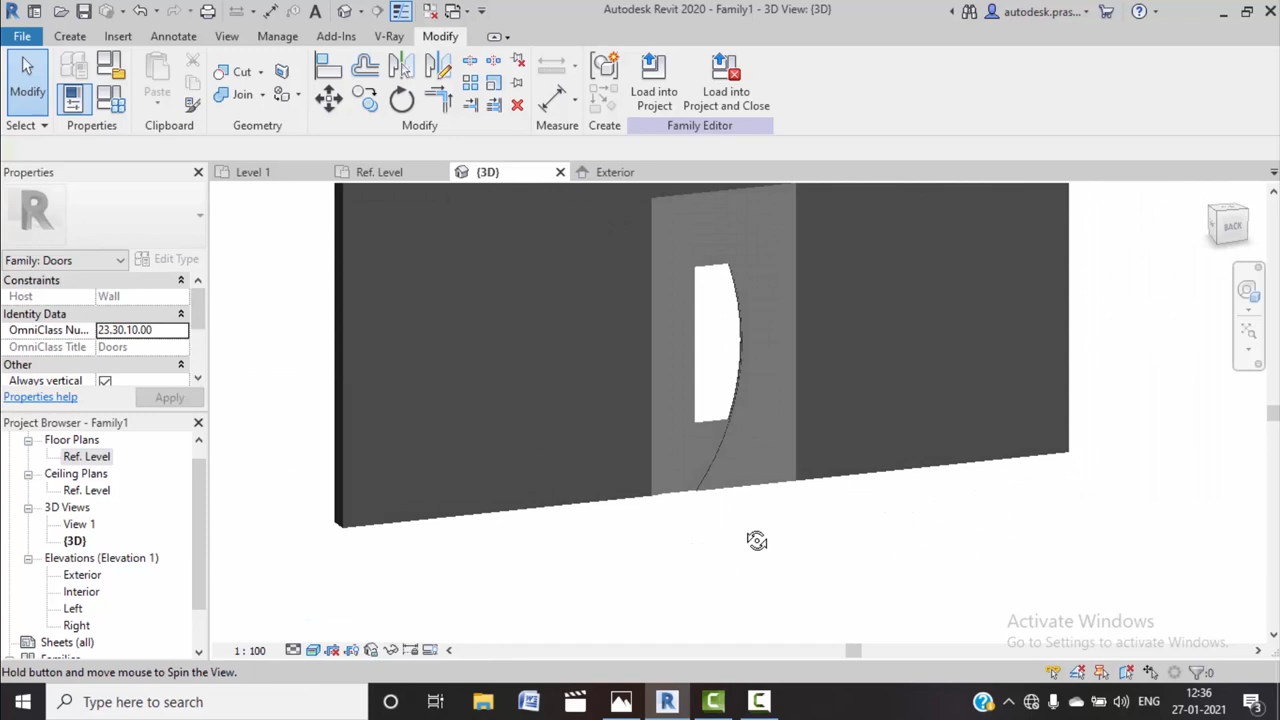 Autodesk Revit 2020 - Family1 - 3D View: {3D}
autodesk.pras...
File Create Insert Annotate View Manage Add-Ins V-Ray Modify
Modify
Paste
Cut
Join
Load into
Project
Load into
Project and Close
Select Properties Clipboard Geometry Modify Measure Create Family Editor
Properties
Level 1
Ref. Level
{3D}
Exterior
Family: Doors
Edit Type
Constraints
Host Wall
Identity Data
OmniClass Nu... 23.30.10.00
OmniClass Title Doors
Other
Always vertical
Properties help
Apply
Project Browser - Family1
Floor Plans
Ref. Level
Ceiling Plans
Ref. Level
3D Views
View 1
{3D}
Elevations (Elevation 1)
Exterior
Interior
Left
Right
Sheets (all)
Families
BACK
1 : 100
Activate Windows
Go to Settings to activate Windows.
Hold button and move mouse to Spin the View.
:0
Type here to search
ENG
12:36
27-01-2021
3